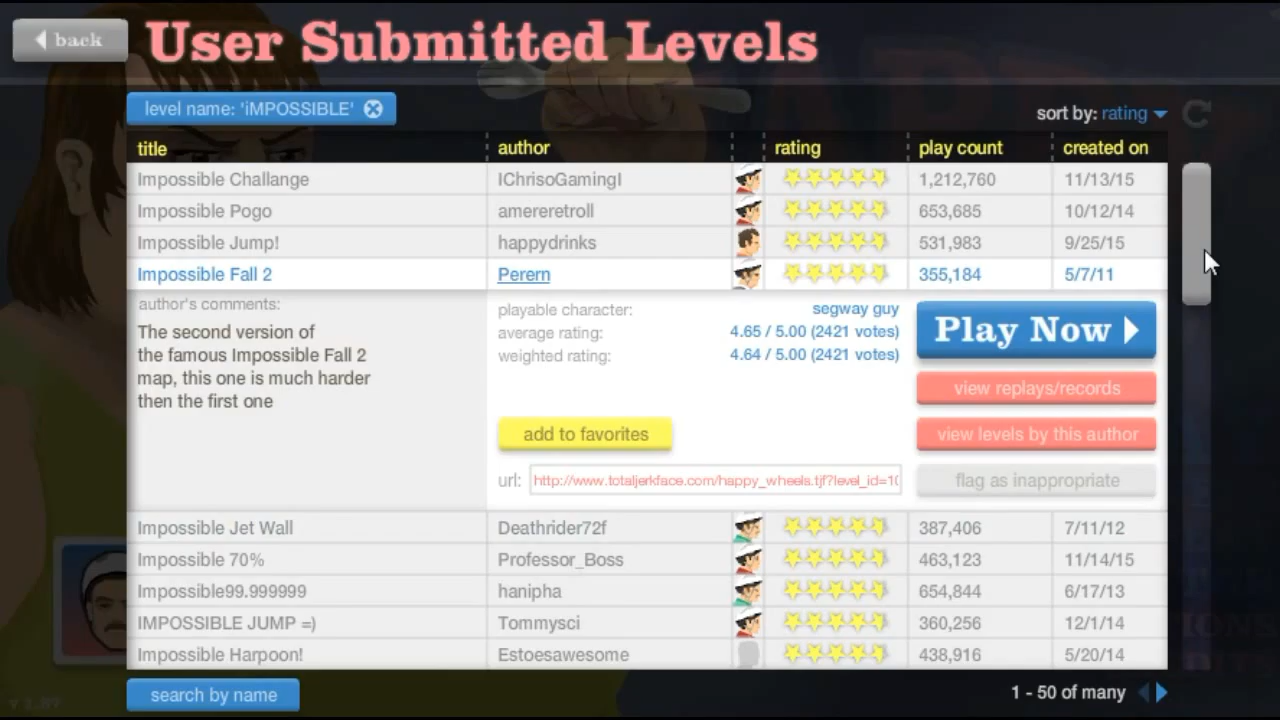 back
User Submitted Levels
level name: 'iMPOSSIBLE'
sort by: rating
title author rating play count created on
Impossible Challange IChrisoGamingI 1,212,760 11/13/15
Impossible Pogo amereretroll 653,685 10/12/14
Impossible Jump! happydrinks 531,983 9/25/15
Impossible Fall 2 Perern 355,184 5/7/11
author's comments:
The second version of
the famous Impossible Fall 2
map, this one is much harder
then the first one
playable character: segway guy
average rating: 4.65 / 5.00 (2421 votes)
weighted rating: 4.64 / 5.00 (2421 votes)
add to favorites
url: http://www.totaljerkface.com/happy_wheels.tjf?level_id=10
Play Now
view replays/records
view levels by this author
flag as inappropriate
Impossible Jet Wall Deathrider72f 387,406 7/11/12
Impossible 70% Professor_Boss 463,123 11/14/15
Impossible99.999999 hanipha 654,844 6/17/13
IMPOSSIBLE JUMP =) Tommysci 360,256 12/1/14
Impossible Harpoon! Estoesawesome 438,916 5/20/14
search by name
1 - 50 of many